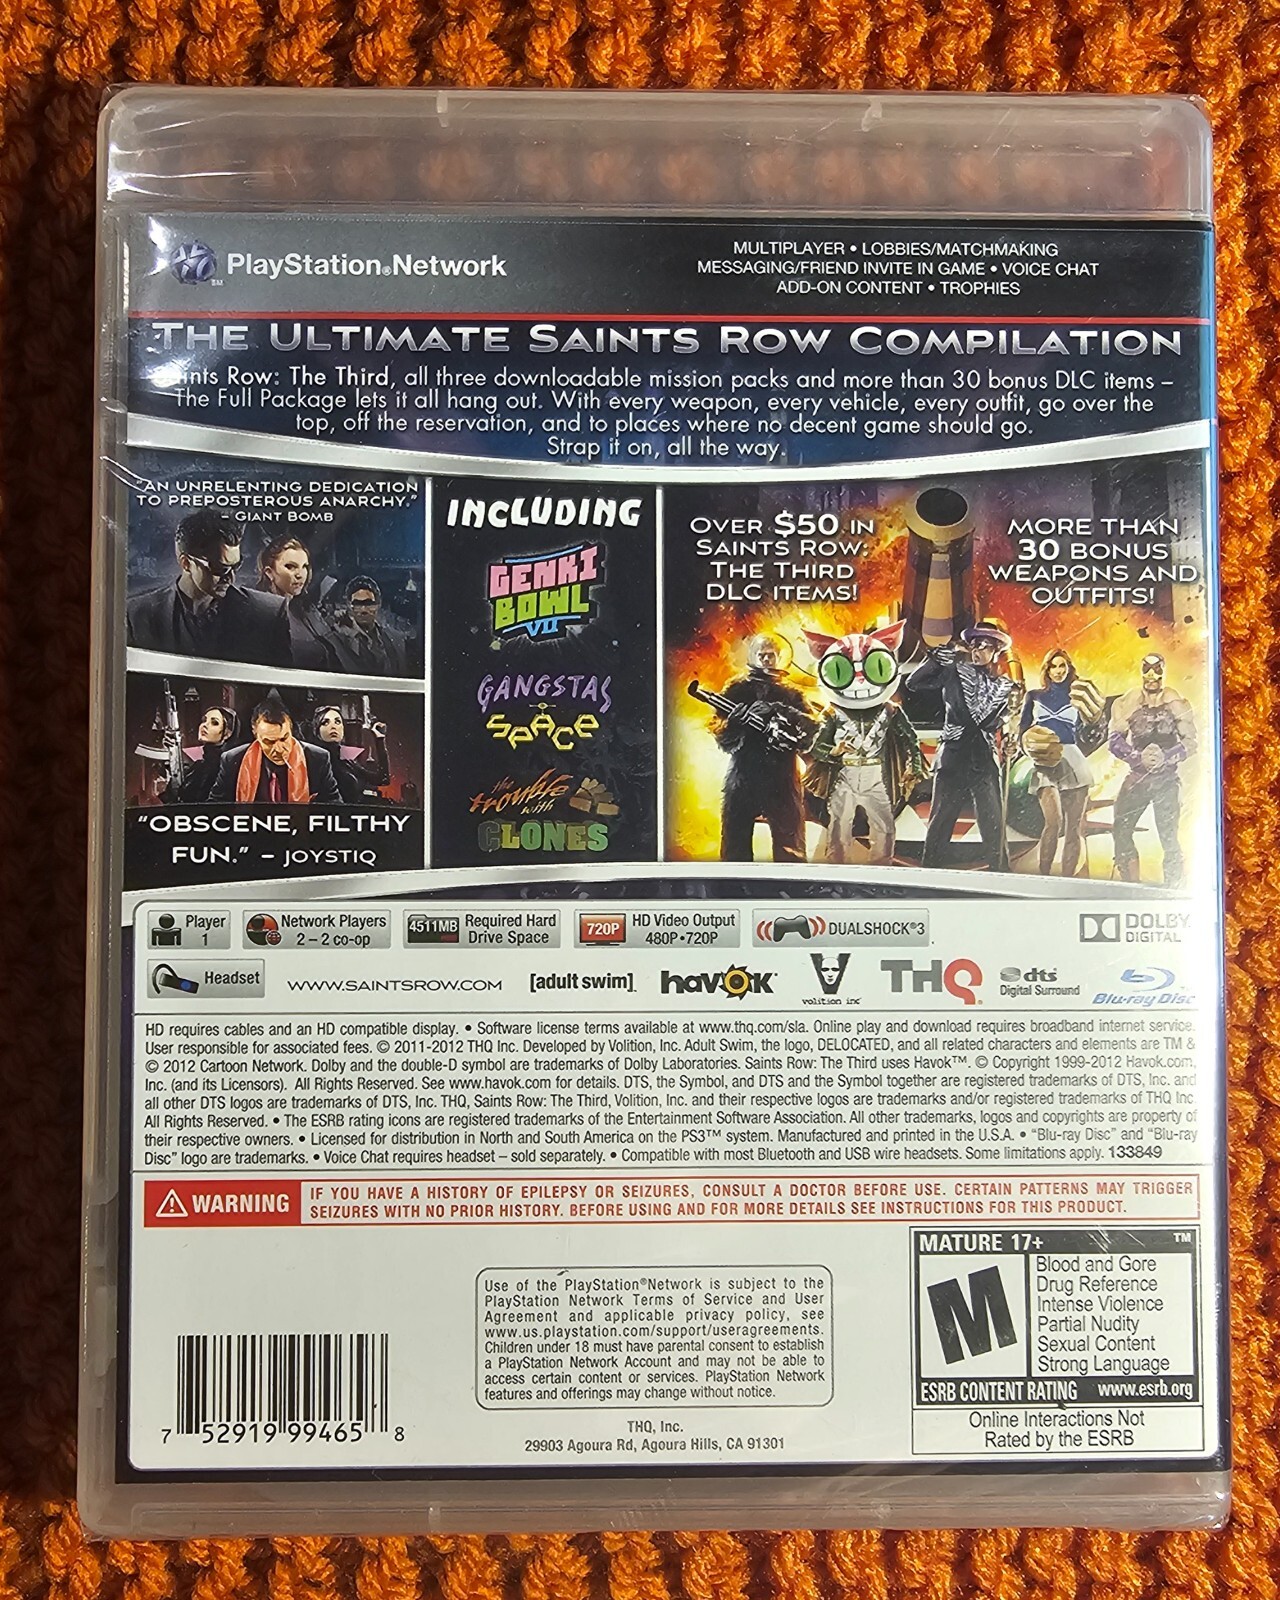 PlayStation®Network
MULTIPLAYER • LOBBIES/MATCHMAKING
MESSAGING/FRIEND INVITE IN GAME • VOICE CHAT
ADD-ON CONTENT • TROPHIES
THE ULTIMATE SAINTS ROW COMPILATION
Saints Row: The Third, all three downloadable mission packs and more than 30 bonus DLC items –
The Full Package lets it all hang out. With every weapon, every vehicle, every outfit, go over the
top, off the reservation, and to places where no decent game should go.
Strap it on, all the way.
"AN UNRELENTING DEDICATION
TO PREPOSTEROUS ANARCHY."
– GIANT BOMB
"OBSCENE, FILTHY
FUN." – JOYSTIQ
INCLUDING
GENKI
BOWL
VII
GANGSTAS
in
SPACE
The
trouble
with
CLONES
OVER $50 IN
SAINTS ROW:
THE THIRD
DLC ITEMS!
MORE THAN
30 BONUS
WEAPONS AND
OUTFITS!
Player
1
Network Players
2 – 2 co-op
4511MB
Required Hard
Drive Space
720P
HD Video Output
480P•720P
DUALSHOCK®3
DOLBY
DIGITAL
Headset
WWW.SAINTSROW.COM
[adult swim]
havok
volition inc
THQ
dts
Digital Surround
Blu-ray Disc
HD requires cables and an HD compatible display. • Software license terms available at www.thq.com/sla. Online play and download requires broadband internet service.
User responsible for associated fees. © 2011-2012 THQ Inc. Developed by Volition, Inc. Adult Swim, the logo, DELOCATED, and all related characters and elements are TM &
© 2012 Cartoon Network. Dolby and the double-D symbol are trademarks of Dolby Laboratories. Saints Row: The Third uses Havok™. © Copyright 1999-2012 Havok.com,
Inc. (and its Licensors). All Rights Reserved. See www.havok.com for details. DTS, the Symbol, and DTS and the Symbol together are registered trademarks of DTS, Inc. and
all other DTS logos are trademarks of DTS, Inc. THQ, Saints Row: The Third, Volition, Inc. and their respective logos are trademarks and/or registered trademarks of THQ Inc.
All Rights Reserved. • The ESRB rating icons are registered trademarks of the Entertainment Software Association. All other trademarks, logos and copyrights are property of
their respective owners. • Licensed for distribution in North and South America on the PS3™ system. Manufactured and printed in the U.S.A. • "Blu-ray Disc" and "Blu-ray
Disc" logo are trademarks. • Voice Chat requires headset – sold separately. • Compatible with most Bluetooth and USB wire headsets. Some limitations apply. 133849
WARNING
IF YOU HAVE A HISTORY OF EPILEPSY OR SEIZURES, CONSULT A DOCTOR BEFORE USE. CERTAIN PATTERNS MAY TRIGGER
SEIZURES WITH NO PRIOR HISTORY. BEFORE USING AND FOR MORE DETAILS SEE INSTRUCTIONS FOR THIS PRODUCT.
Use of the PlayStation®Network is subject to the
PlayStation Network Terms of Service and User
Agreement and applicable privacy policy, see
www.us.playstation.com/support/useragreements.
Children under 18 must have parental consent to establish
a PlayStation Network Account and may not be able to
access certain content or services. PlayStation Network
features and offerings may change without notice.
THQ, Inc.
29903 Agoura Rd, Agoura Hills, CA 91301
7 52919 99465 8
MATURE 17+ ™
M
Blood and Gore
Drug Reference
Intense Violence
Partial Nudity
Sexual Content
Strong Language
ESRB CONTENT RATING www.esrb.org
Online Interactions Not
Rated by the ESRB